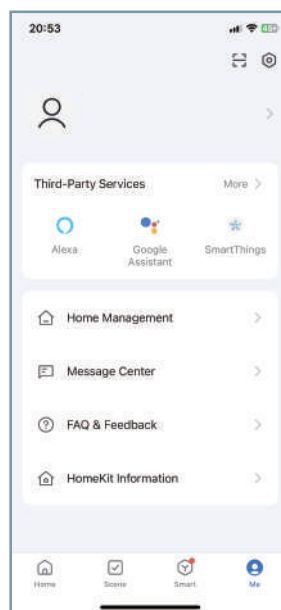 20:53
Third-Party Services
More
Alexa
Google
Assistant
SmartThings
Home Management
Message Center
FAQ & Feedback
HomeKit Information
Home
Scene
Smart
Me